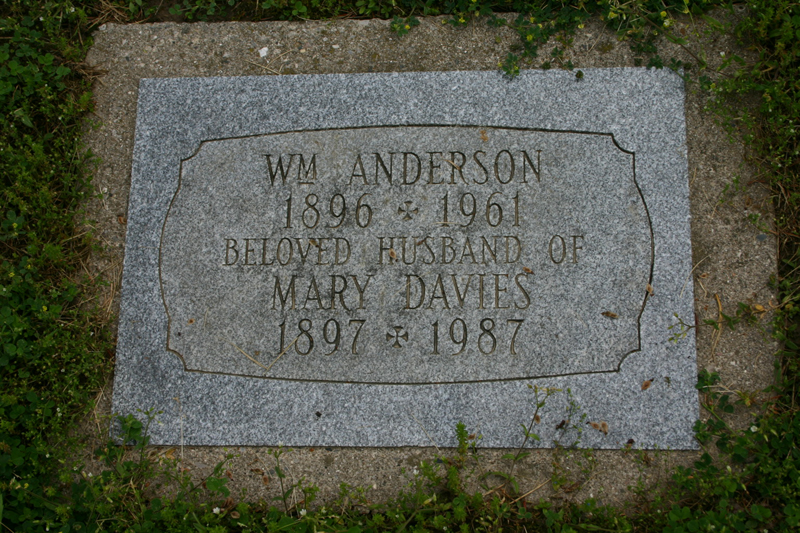 WM ANDERSON
1896 ✠ 1961
BELOVED HUSBAND OF
MARY DAVIES
1897 ✠ 1987